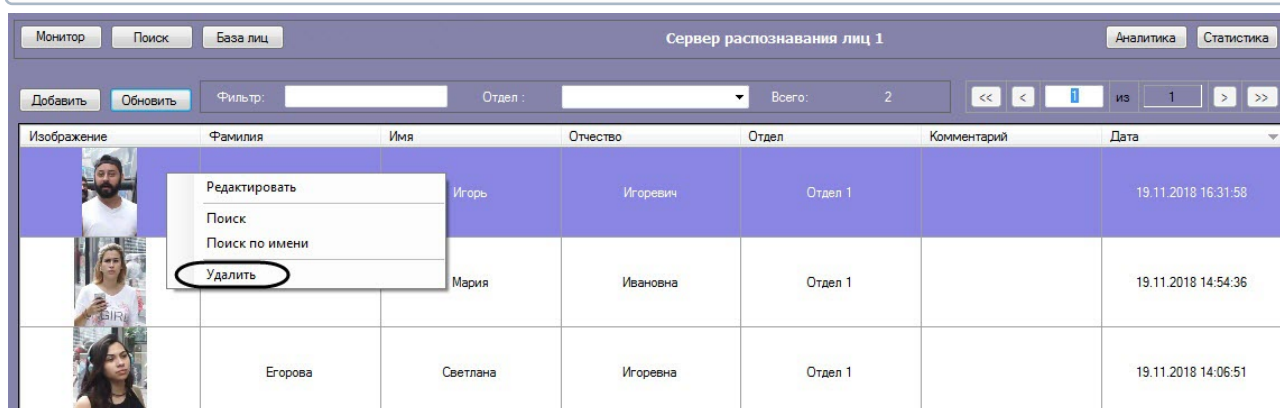 Монитор Поиск База лиц Сервер распознавания лиц 1 Аналитика Статистика
Добавить Обновить Фильтр: Отдел : Всего: 2 << < 1 из 1 > >>
Изображение Фамилия Имя Отчество Отдел Комментарий Дата
Редактировать
Игорь Игоревич Отдел 1 19.11.2018 16:31:58
Поиск
Поиск по имени
Удалить
Мария Ивановна Отдел 1 19.11.2018 14:54:36
GIRL
Егорова Светлана Игоревна Отдел 1 19.11.2018 14:06:51